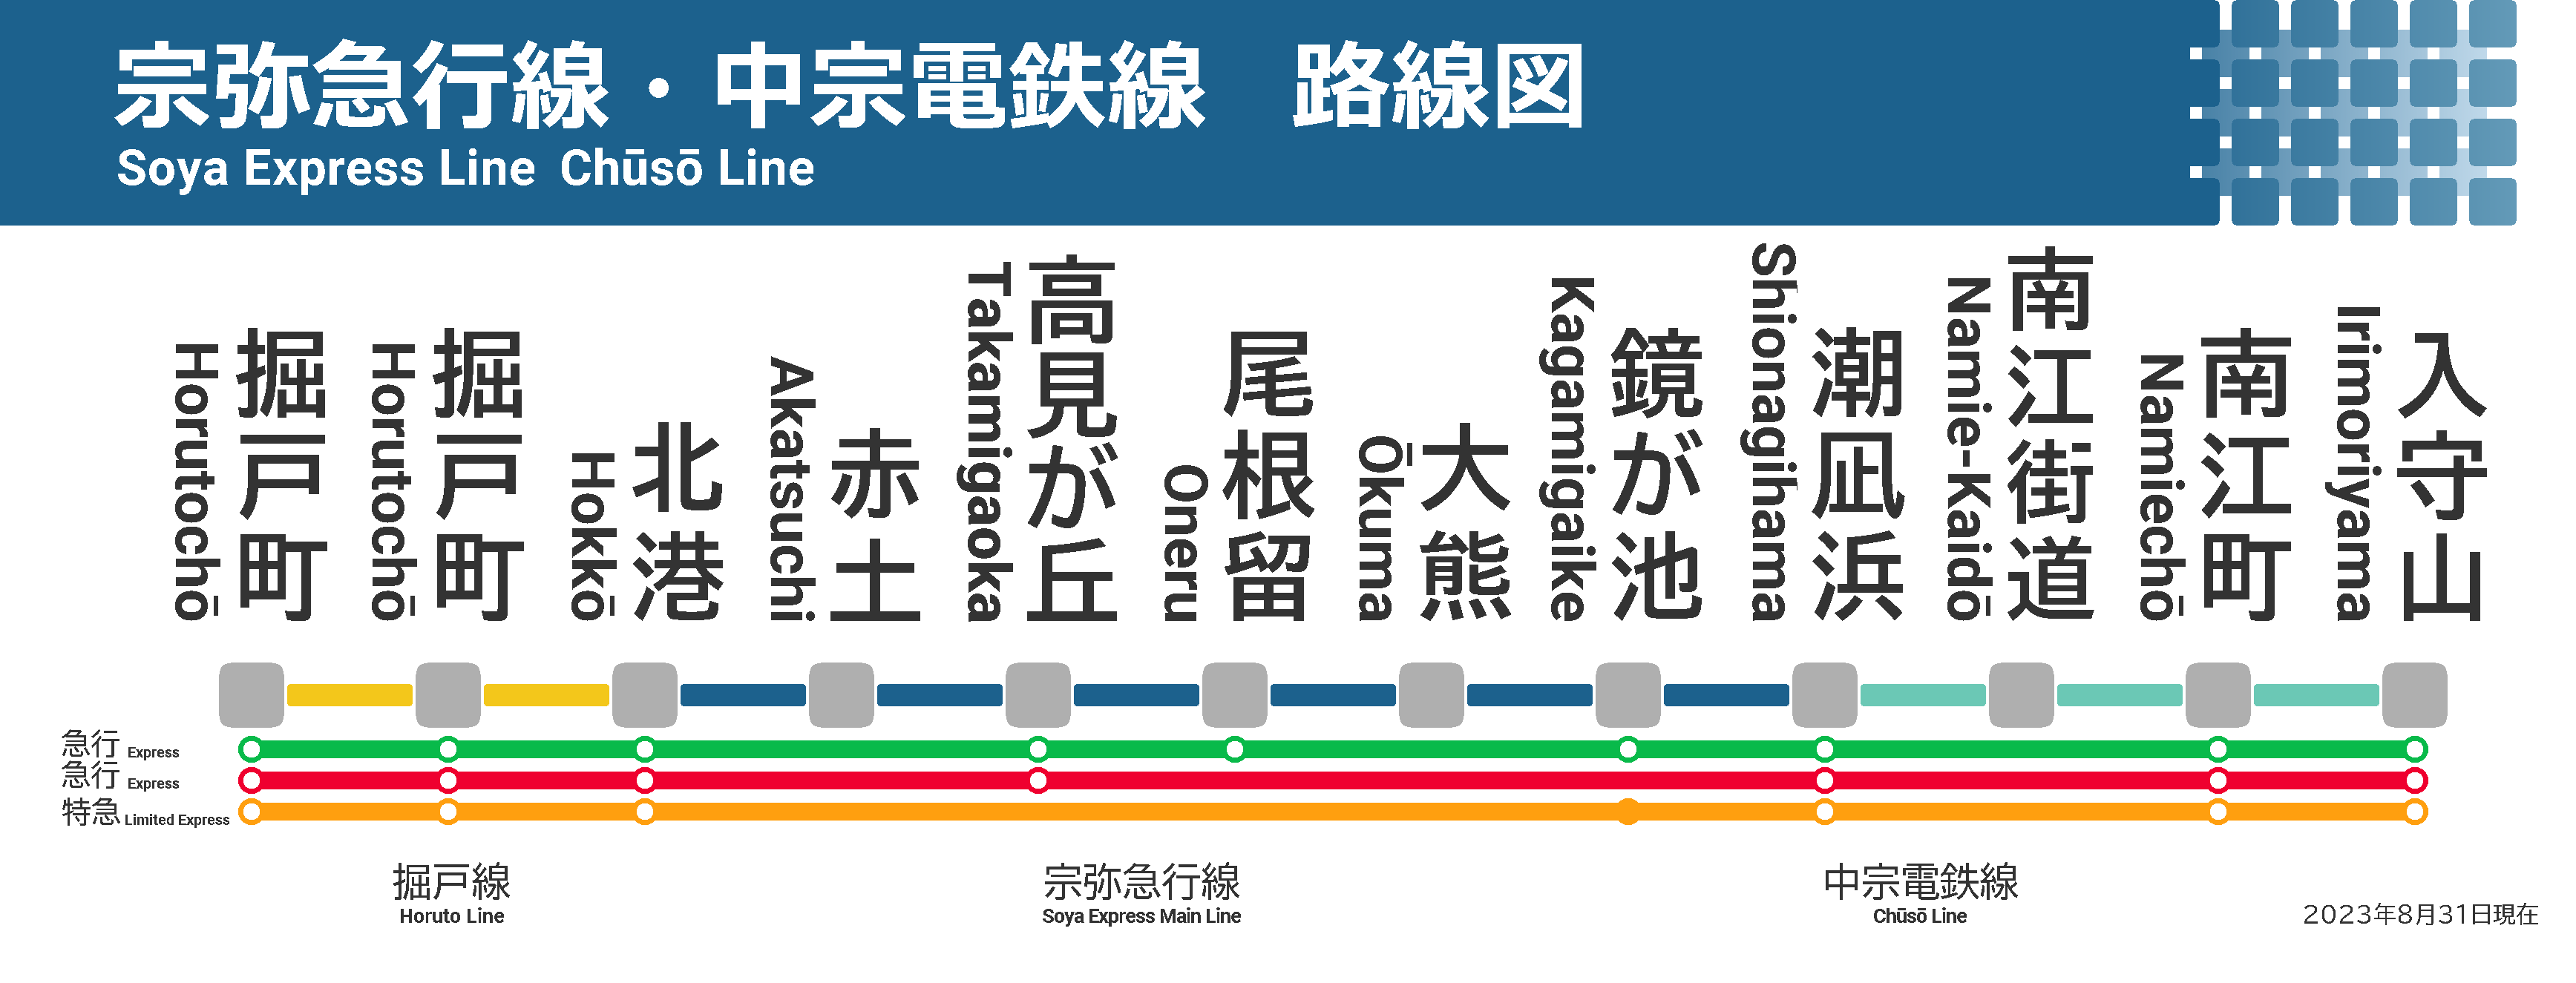 宗弥急行線・中宗電鉄線　路線図
Soya Express Line Chūsō Line
掘戸町
Horutochō
掘戸町
Horutochō
北港
Hokkō
赤土
Akatsuchi
高見が丘
Takamigaoka
尾根留
Oneru
大熊
Ōkuma
鏡が池
Kagamigaike
潮凪浜
Shionagihama
南江街道
Namie-Kaidō
南江町
Namiechō
入守山
Irimoriyama
急行 Express
急行 Express
特急 Limited Express
掘戸線
Horuto Line
宗弥急行線
Soya Express Main Line
中宗電鉄線
Chūsō Line
2023年8月31日現在